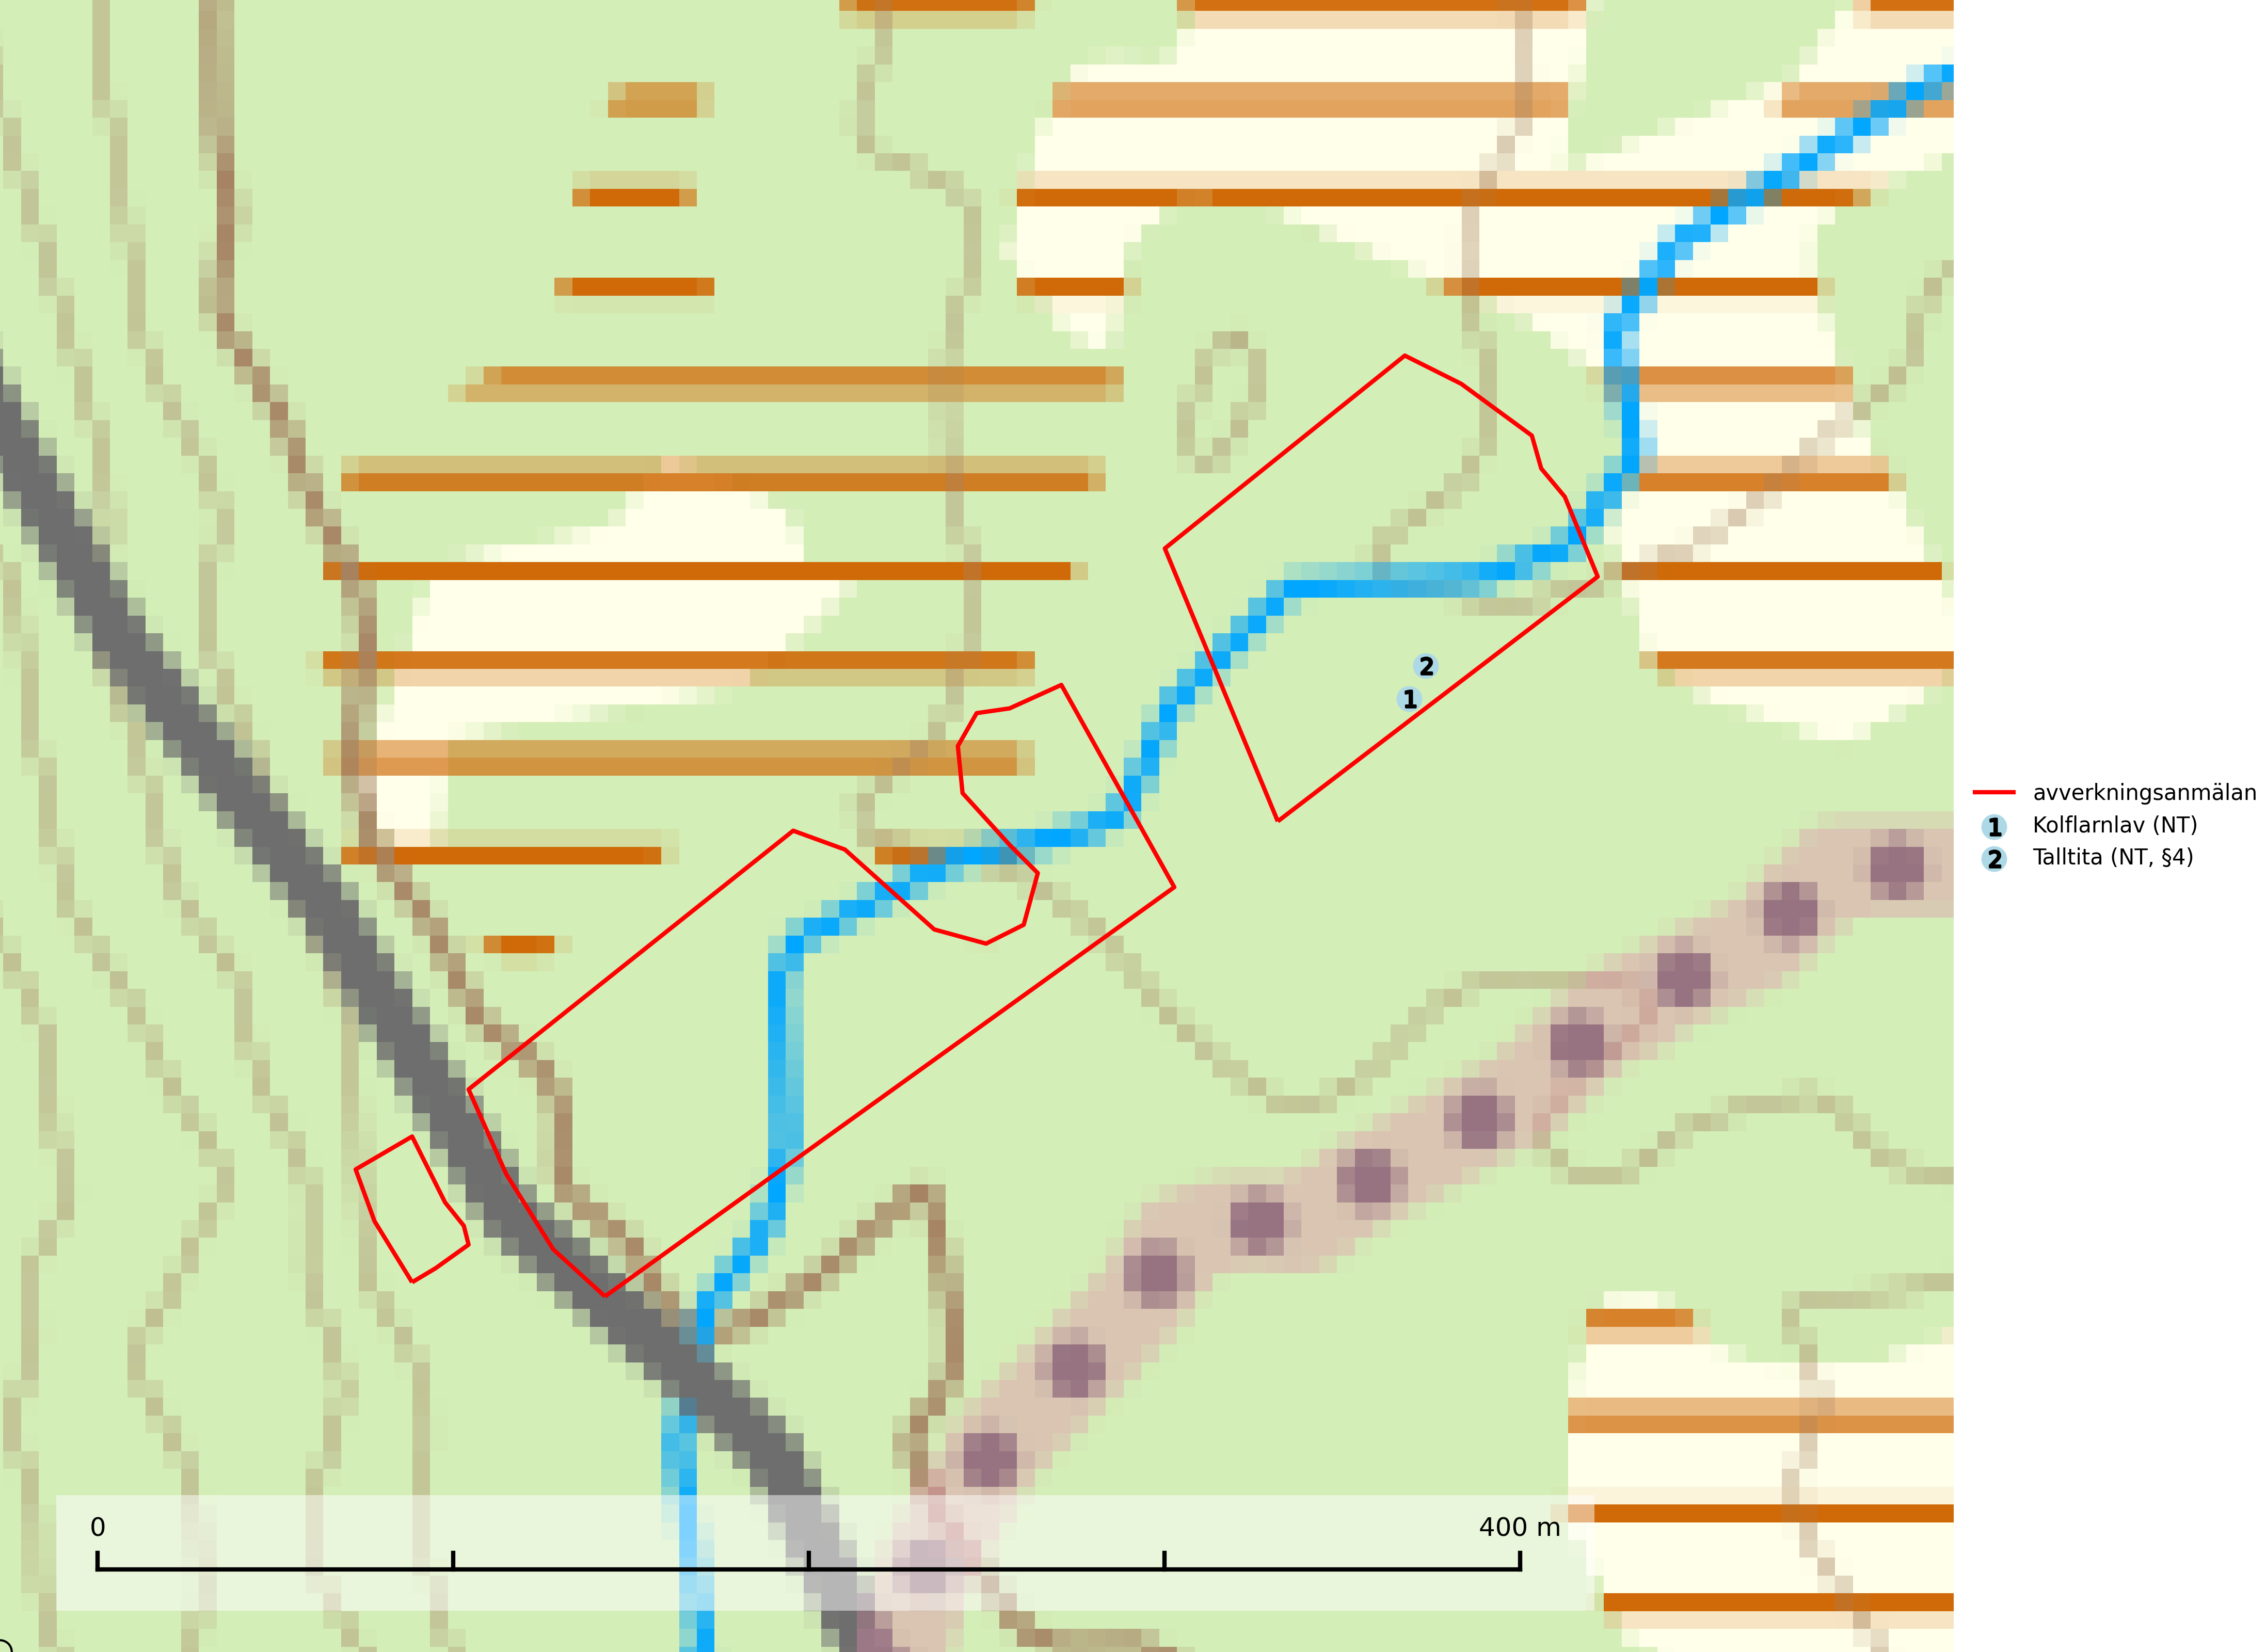 2
1
avverkningsanmälan
1 Kolflarnlav (NT)
2 Talltita (NT, §4)
0 400 m